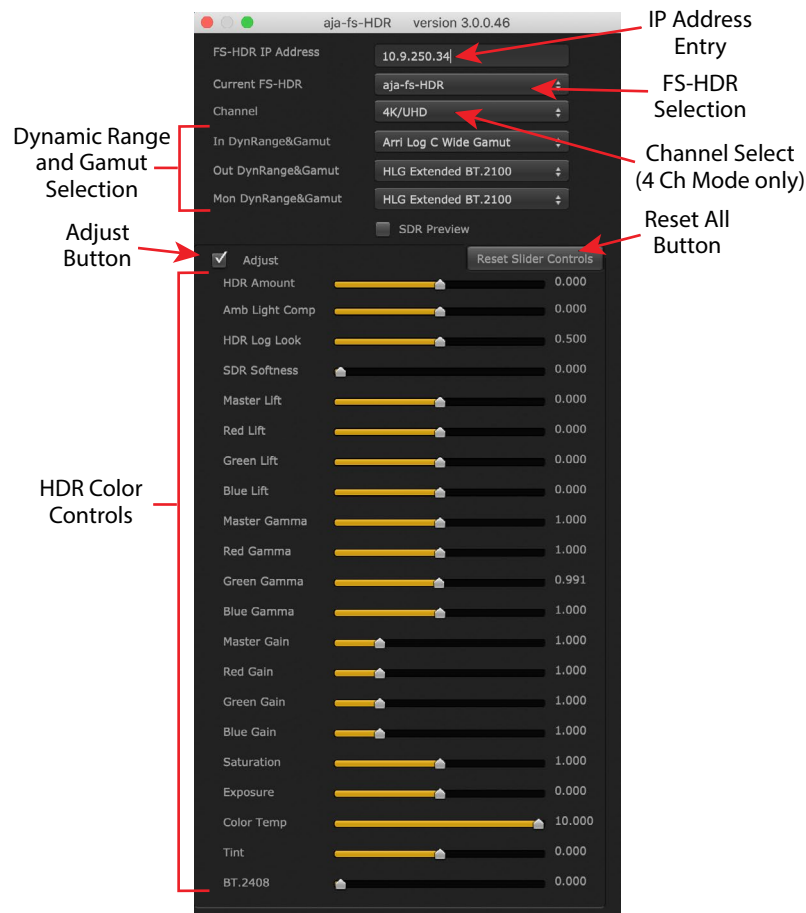 aja-fs-HDR version 3.0.0.46
IP Address
Entry
FS-HDR IP Address 10.9.250.34
Current FS-HDR aja-fs-HDR
FS-HDR
Selection
Channel 4K/UHD
Dynamic Range
and Gamut
Selection
In DynRange&Gamut Arri Log C Wide Gamut
Out DynRange&Gamut HLG Extended BT.2100
Mon DynRange&Gamut HLG Extended BT.2100
Channel Select
(4 Ch Mode only)
SDR Preview
Adjust
Button
Reset All
Button
Adjust Reset Slider Controls
HDR Amount 0.000
Amb Light Comp 0.000
HDR Log Look 0.500
SDR Softness 0.000
Master Lift 0.000
Red Lift 0.000
Green Lift 0.000
Blue Lift 0.000
HDR Color
Controls
Master Gamma 1.000
Red Gamma 1.000
Green Gamma 0.991
Blue Gamma 1.000
Master Gain 1.000
Red Gain 1.000
Green Gain 1.000
Blue Gain 1.000
Saturation 1.000
Exposure 0.000
Color Temp 10.000
Tint 0.000
BT.2408 0.000